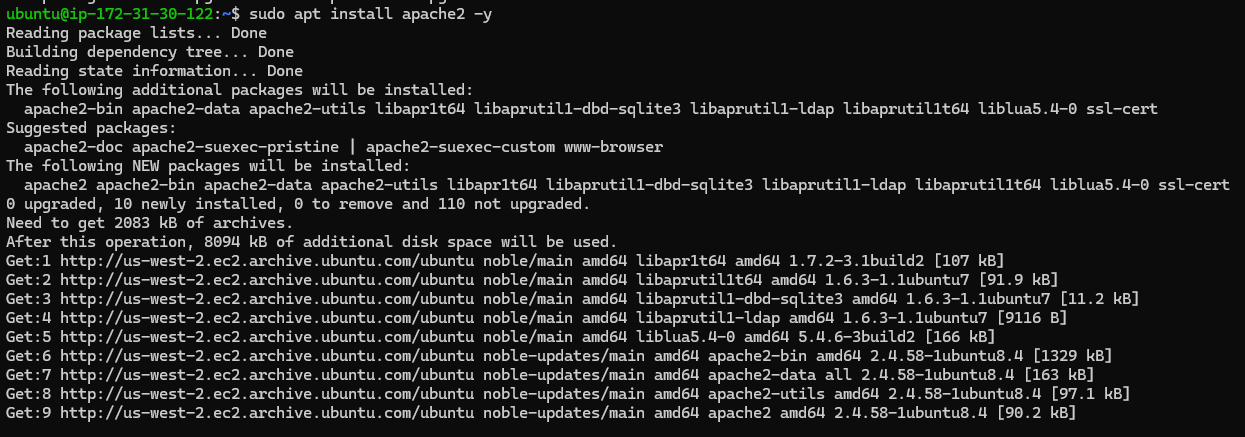 ubuntu@ip-172-31-30-122:~$ sudo apt install apache2 -y
Reading package lists... Done
Building dependency tree... Done
Reading state information... Done
The following additional packages will be installed:
  apache2-bin apache2-data apache2-utils libapr1t64 libaprutil1-dbd-sqlite3 libaprutil1-ldap libaprutil1t64 liblua5.4-0 ssl-cert
Suggested packages:
  apache2-doc apache2-suexec-pristine | apache2-suexec-custom www-browser
The following NEW packages will be installed:
  apache2 apache2-bin apache2-data apache2-utils libapr1t64 libaprutil1-dbd-sqlite3 libaprutil1-ldap libaprutil1t64 liblua5.4-0 ssl-cert
0 upgraded, 10 newly installed, 0 to remove and 110 not upgraded.
Need to get 2083 kB of archives.
After this operation, 8094 kB of additional disk space will be used.
Get:1 http://us-west-2.ec2.archive.ubuntu.com/ubuntu noble/main amd64 libapr1t64 amd64 1.7.2-3.1build2 [107 kB]
Get:2 http://us-west-2.ec2.archive.ubuntu.com/ubuntu noble/main amd64 libaprutil1t64 amd64 1.6.3-1.1ubuntu7 [91.9 kB]
Get:3 http://us-west-2.ec2.archive.ubuntu.com/ubuntu noble/main amd64 libaprutil1-dbd-sqlite3 amd64 1.6.3-1.1ubuntu7 [11.2 kB]
Get:4 http://us-west-2.ec2.archive.ubuntu.com/ubuntu noble/main amd64 libaprutil1-ldap amd64 1.6.3-1.1ubuntu7 [9116 B]
Get:5 http://us-west-2.ec2.archive.ubuntu.com/ubuntu noble/main amd64 liblua5.4-0 amd64 5.4.6-3build2 [166 kB]
Get:6 http://us-west-2.ec2.archive.ubuntu.com/ubuntu noble-updates/main amd64 apache2-bin amd64 2.4.58-1ubuntu8.4 [1329 kB]
Get:7 http://us-west-2.ec2.archive.ubuntu.com/ubuntu noble-updates/main amd64 apache2-data all 2.4.58-1ubuntu8.4 [163 kB]
Get:8 http://us-west-2.ec2.archive.ubuntu.com/ubuntu noble-updates/main amd64 apache2-utils amd64 2.4.58-1ubuntu8.4 [97.1 kB]
Get:9 http://us-west-2.ec2.archive.ubuntu.com/ubuntu noble-updates/main amd64 apache2 amd64 2.4.58-1ubuntu8.4 [90.2 kB]